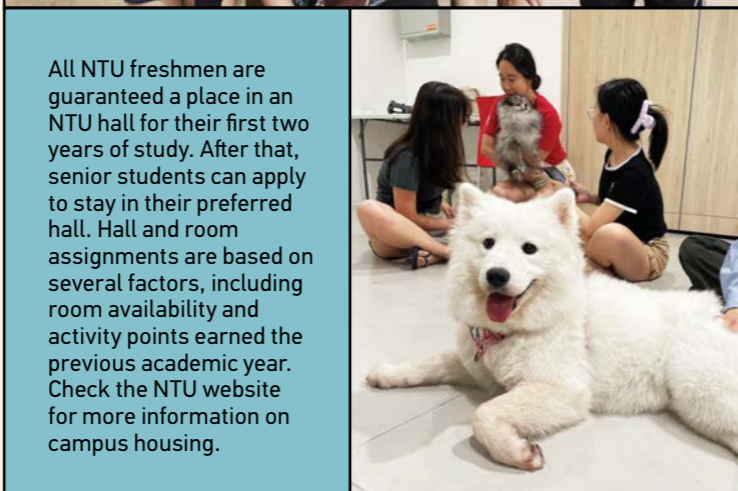 All NTU freshmen are
guaranteed a place in an
NTU hall for their first two
years of study. After that,
senior students can apply
to stay in their preferred
hall. Hall and room
assignments are based on
several factors, including
room availability and
activity points earned the
previous academic year.
Check the NTU website
for more information on
campus housing.